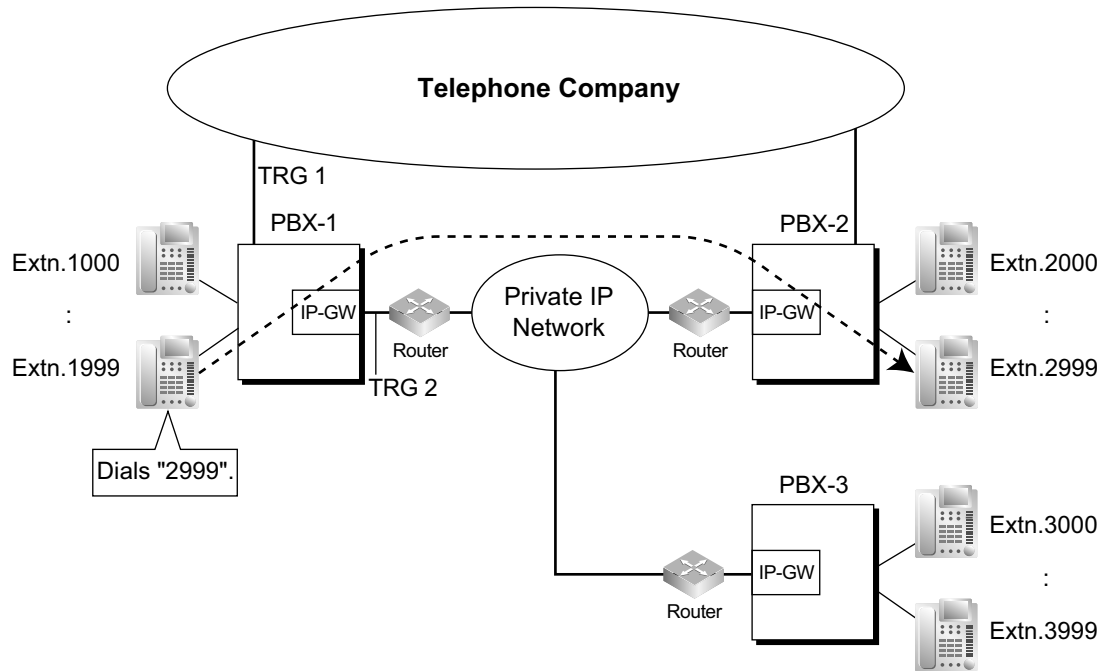 Telephone Company
TRG 1
PBX-1
PBX-2
Extn.1000
:
Extn.1999
IP-GW
Router
TRG 2
Private IP
Network
Router
IP-GW
Extn.2000
:
Extn.2999
Dials "2999".
PBX-3
IP-GW
Router
Extn.3000
:
Extn.3999